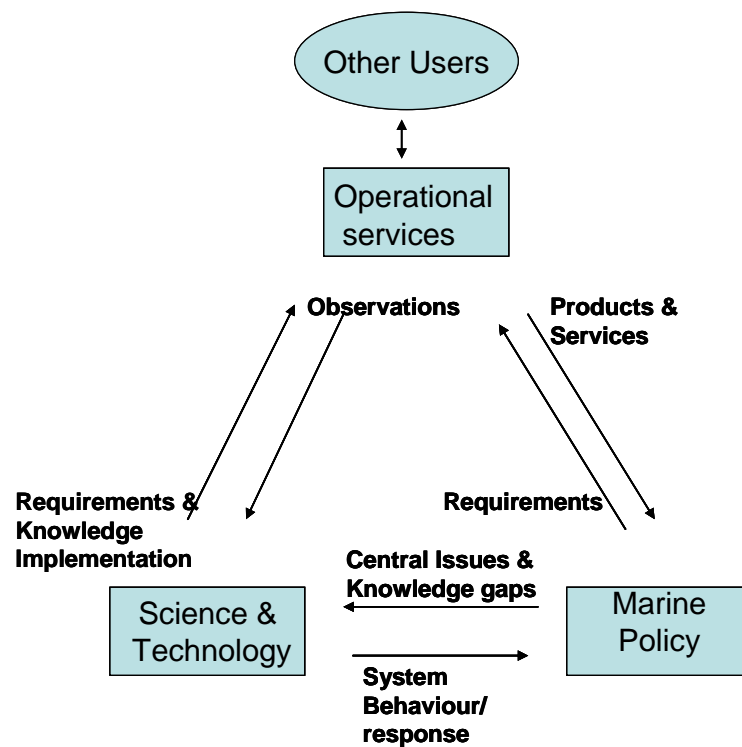 Other Users
Operational
services
Observations
Products &
Services
Requirements &
Knowledge
Implementation
Requirements
Central Issues &
Knowledge gaps
Science &
Technology
Marine
Policy
System
Behaviour/
response